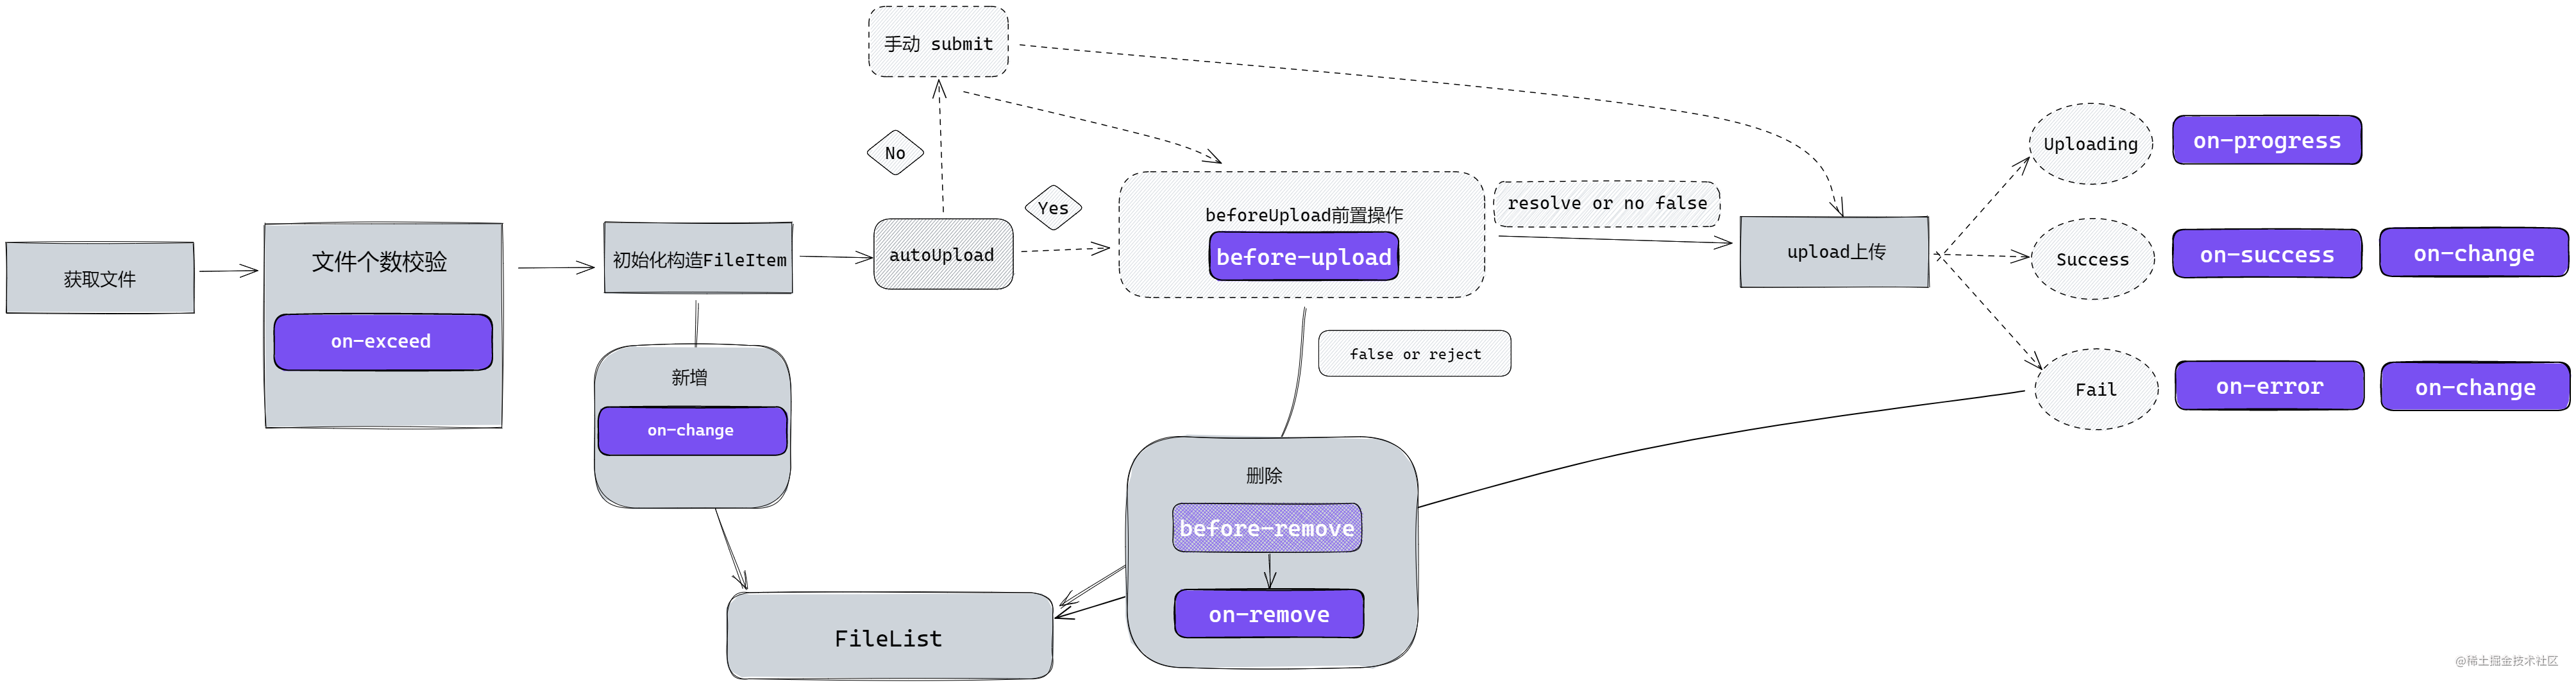 手动 submit
No
Yes
获取文件
文件个数校验
on-exceed
初始化构造FileItem
新增
on-change
autoUpload
beforeUpload前置操作
before-upload
resolve or no false
false or reject
upload上传
Uploading
on-progress
Success
on-success
on-change
Fail
on-error
on-change
删除
before-remove
on-remove
FileList
@稀土掘金技术社区